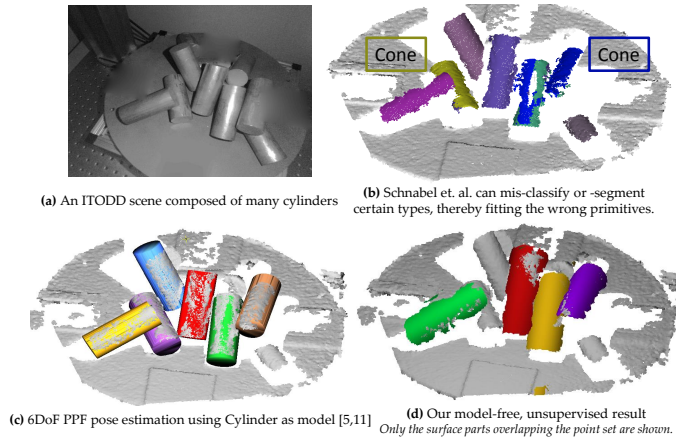 Cone
Cone
(a) An ITODD scene composed of many cylinders
(b) Schnabel et. al. can mis-classify or -segment
certain types, thereby fitting the wrong primitives.
(c) 6DoF PPF pose estimation using Cylinder as model [5,11]
(d) Our model-free, unsupervised result
Only the surface parts overlapping the point set are shown.